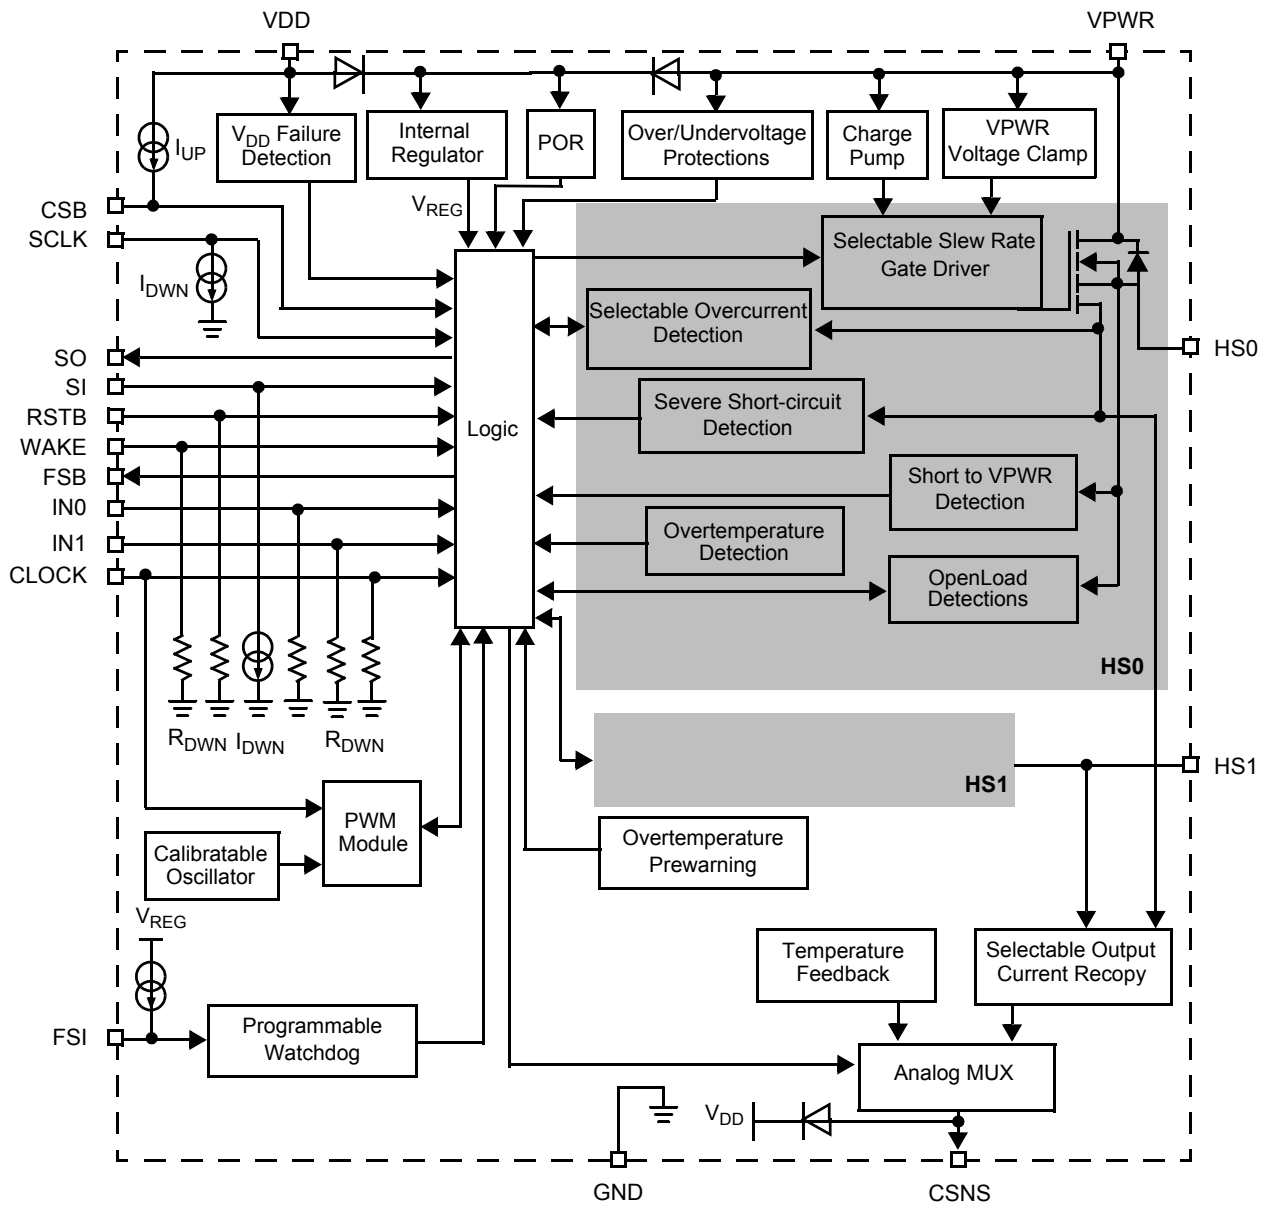 VDD
VPWR
VDD Failure
Detection
Internal
Regulator
POR
Over/Undervoltage
Protections
Charge
Pump
VPWR
Voltage Clamp
IUP
VREG
CSB
SCLK
IDWN
Selectable Slew Rate
Gate Driver
Selectable Overcurrent
Detection
HS0
SO
SI
RSTB
WAKE
FSB
IN0
IN1
CLOCK
Logic
Severe Short-circuit
Detection
Short to VPWR
Detection
Overtemperature
Detection
OpenLoad
Detections
HS0
RDWN
IDWN
RDWN
HS1
HS1
PWM
Module
Calibratable
Oscillator
Overtemperature
Prewarning
VREG
Temperature
Feedback
Selectable Output
Current Recopy
FSI
Programmable
Watchdog
Analog MUX
VDD
GND
CSNS